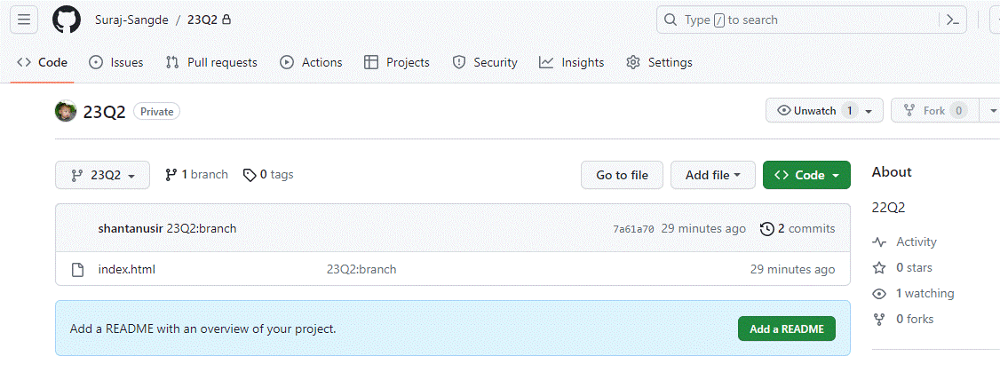 Suraj-Sangde / 23Q2
Type / to search
Code Issues Pull requests Actions Projects Security Insights Settings
23Q2 Private Unwatch 1 Fork 0
23Q2 1 branch 0 tags Go to file Add file Code
About
22Q2
shantanusir 23Q2:branch 7a61a70 29 minutes ago 2 commits
index.html 23Q2:branch 29 minutes ago
Add a README with an overview of your project. Add a README
Activity
0 stars
1 watching
0 forks